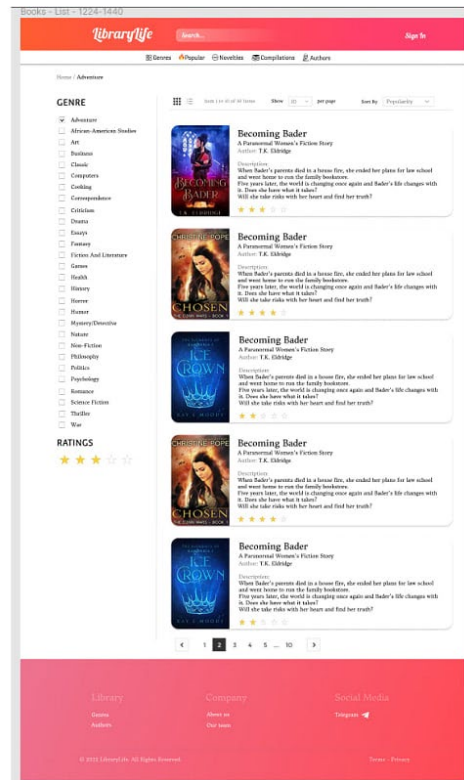 Books - List - 1224-1440
LibraryLife
Search...
Sign In
Genres Popular Novelties Compilations Authors
Home / Adventure
GENRE
Adventure
African-American Studies
Art
Business
Classic
Computers
Cooking
Correspondence
Criticism
Drama
Essays
Fantasy
Fiction And Literature
Games
Health
History
Horror
Humor
Mystery/Detective
Nature
Non-Fiction
Philosophy
Politics
Psychology
Romance
Science Fiction
Thriller
War
RATINGS
Show 10 per page
Sort By Popularity
BECOMING
BADER
T.K. ELDRIDGE
Becoming Bader
A Paranormal Women's Fiction Story
Author: T.K. Eldridge
Description:
When Bader's parents died in a house fire, she ended her plans for law school
and went home to run the family bookstore.
Five years later, the world is changing once again and Bader's life changes with
it. Does she have what it takes?
Will she take risks with her heart and find her truth?
CHRISTINE POPE
CHOSEN
THE DJINN WARS - BOOK 1
Becoming Bader
A Paranormal Women's Fiction Story
Author: T.K. Eldridge
Description:
When Bader's parents died in a house fire, she ended her plans for law school
and went home to run the family bookstore.
Five years later, the world is changing once again and Bader's life changes with
it. Does she have what it takes?
Will she take risks with her heart and find her truth?
ICE
CROWN
KAY L MOODY
Becoming Bader
A Paranormal Women's Fiction Story
Author: T.K. Eldridge
Description:
When Bader's parents died in a house fire, she ended her plans for law school
and went home to run the family bookstore.
Five years later, the world is changing once again and Bader's life changes with
it. Does she have what it takes?
Will she take risks with her heart and find her truth?
CHRISTINE POPE
CHOSEN
THE DJINN WARS - BOOK 1
Becoming Bader
A Paranormal Women's Fiction Story
Author: T.K. Eldridge
Description:
When Bader's parents died in a house fire, she ended her plans for law school
and went home to run the family bookstore.
Five years later, the world is changing once again and Bader's life changes with
it. Does she have what it takes?
Will she take risks with her heart and find her truth?
ICE
CROWN
KAY L MOODY
Becoming Bader
A Paranormal Women's Fiction Story
Author: T.K. Eldridge
Description:
When Bader's parents died in a house fire, she ended her plans for law school
and went home to run the family bookstore.
Five years later, the world is changing once again and Bader's life changes with
it. Does she have what it takes?
Will she take risks with her heart and find her truth?
< 1 2 3 4 5 ... 10 >
Library Company Social Media
Genres About us Telegram
Authors Our team
LibraryLife. All Rights Reserved.
Terms - Privacy